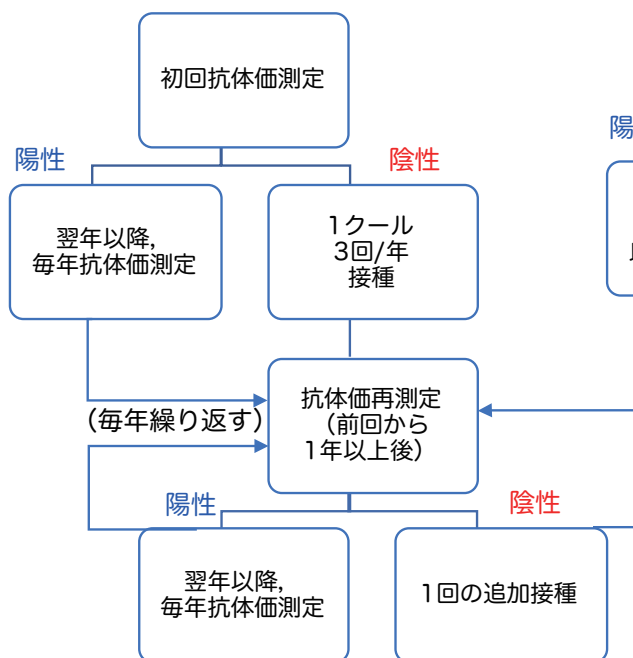 初回抗体価測定
陽性
陰性
陽
翌年以降,
毎年抗体価測定
1クール
3回/年
接種
抗体価再測定
（前回から
1年以上後）
（毎年繰り返す）
陽性
陰性
翌年以降,
毎年抗体価測定
1回の追加接種